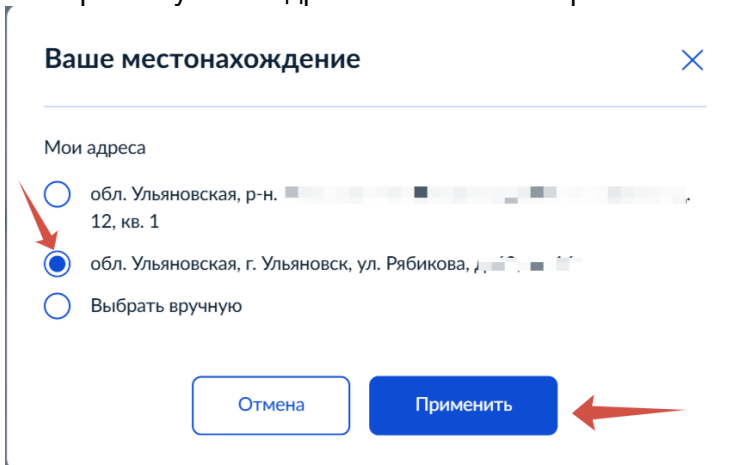 Ваше местонахождение
Мои адреса
обл. Ульяновская, р-н.
12, кв. 1
обл. Ульяновская, г. Ульяновск, ул. Рябикова,
Выбрать вручную
Отмена
Применить